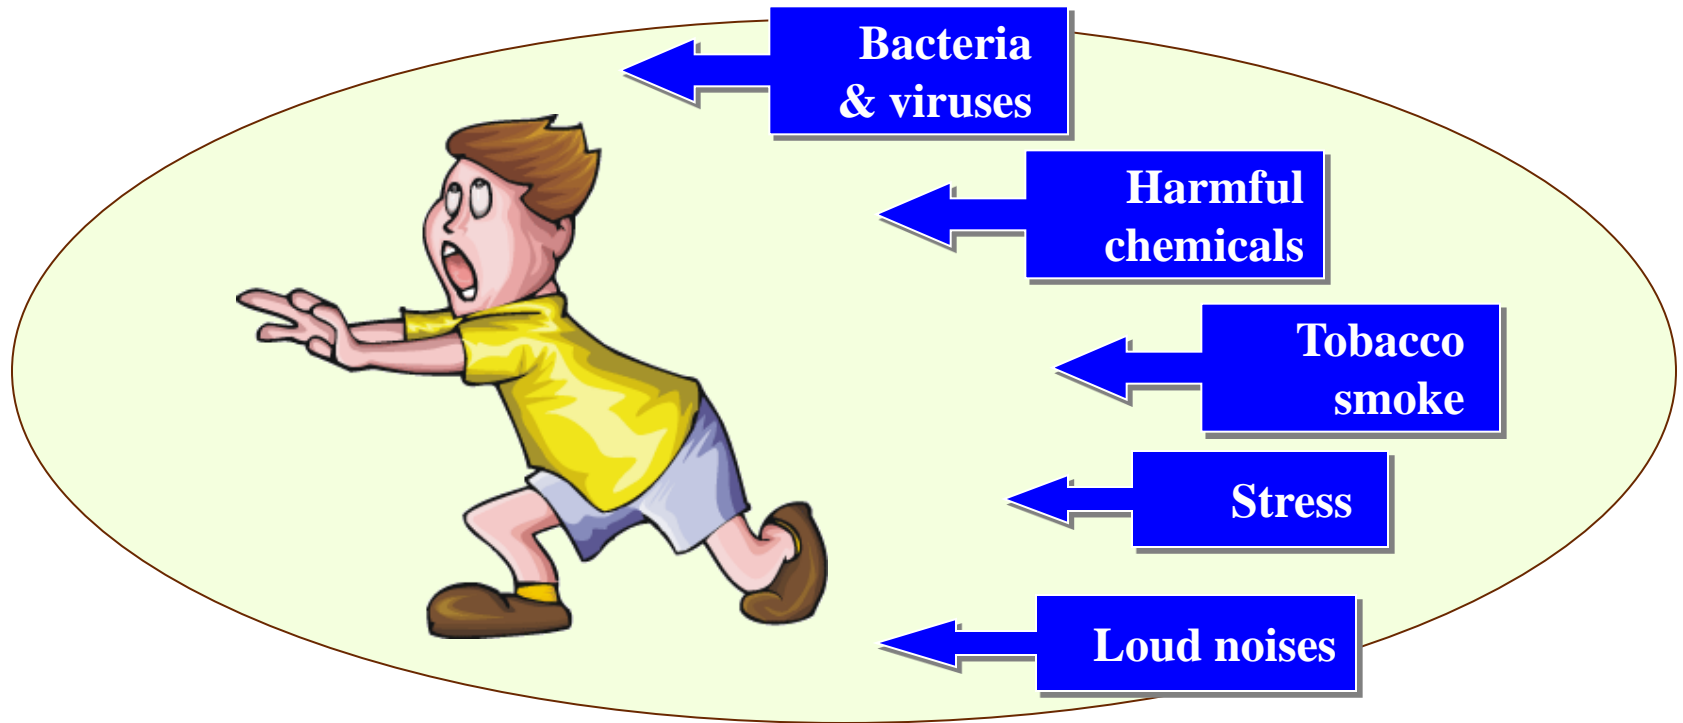 Bacteria
& viruses
Harmful
chemicals
Tobacco
smoke
Stress
Loud noises